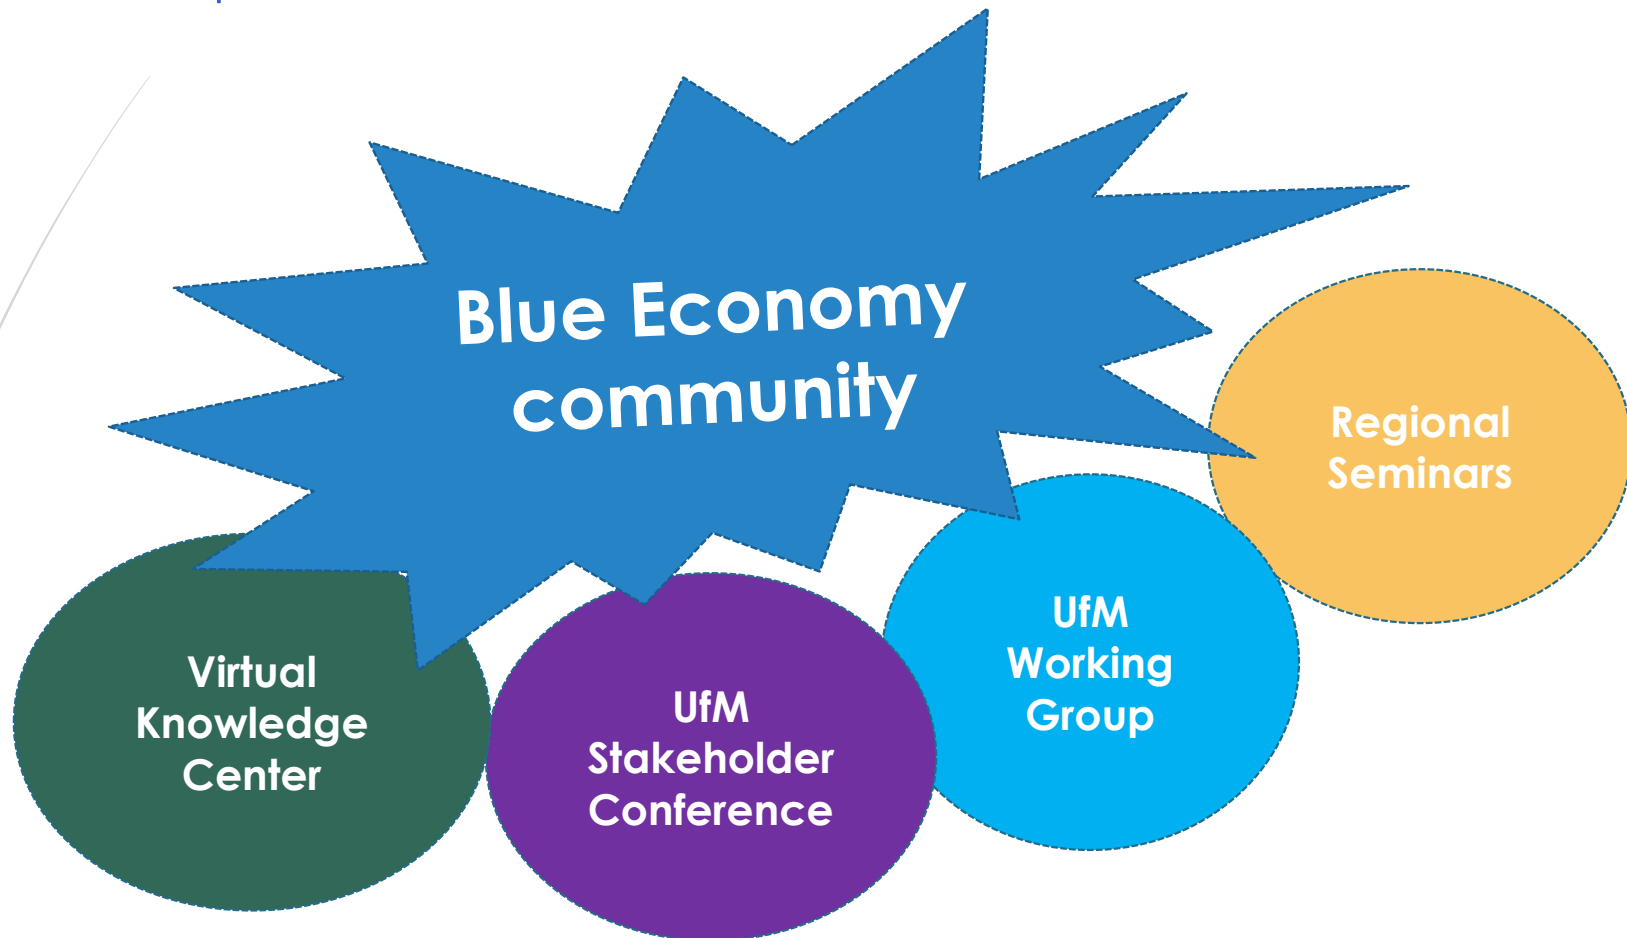 Blue Economy
community
Regional
Seminars
UfM
Working
Group
Virtual
Knowledge
Center
UfM
Stakeholder
Conference